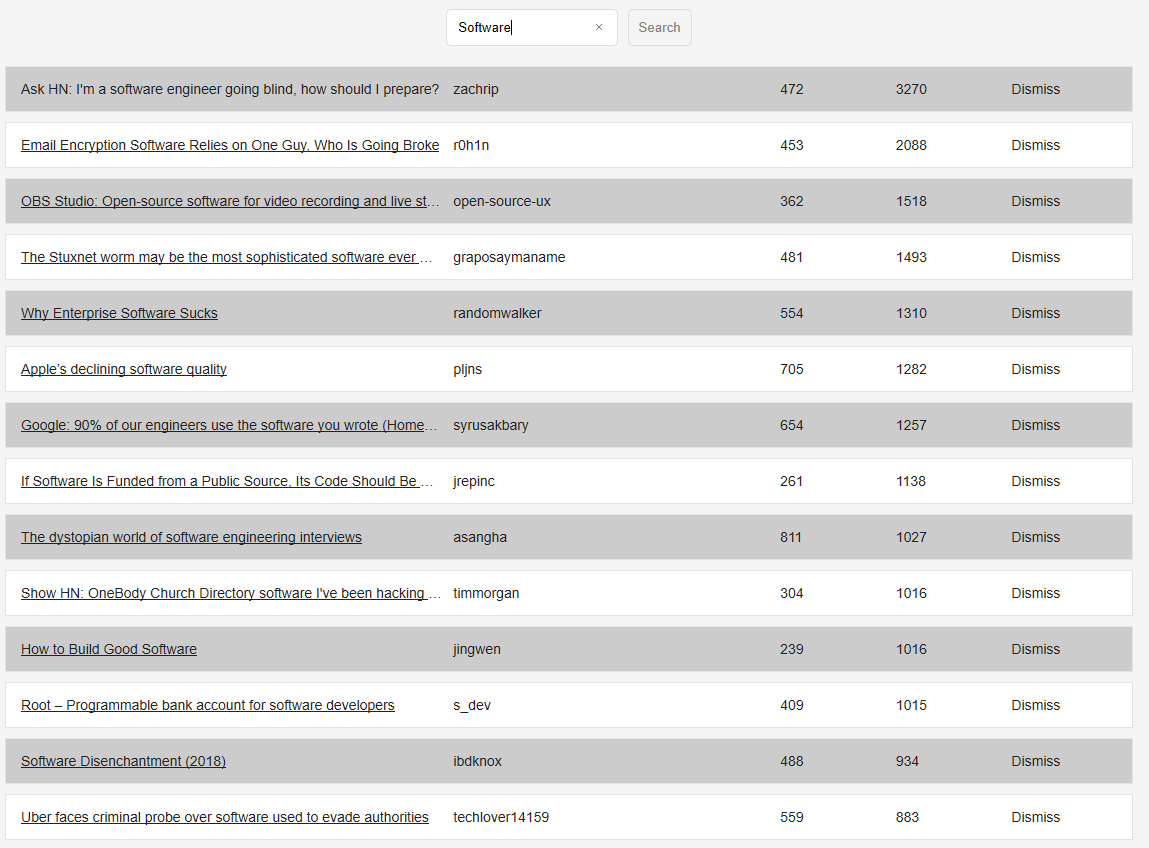 Software × Search
Ask HN: I'm a software engineer going blind, how should I prepare? zachrip 472 3270 Dismiss
Email Encryption Software Relies on One Guy, Who Is Going Broke r0h1n 453 2088 Dismiss
OBS Studio: Open-source software for video recording and live st… open-source-ux 362 1518 Dismiss
The Stuxnet worm may be the most sophisticated software ever … graposaymaname 481 1493 Dismiss
Why Enterprise Software Sucks randomwalker 554 1310 Dismiss
Apple’s declining software quality pljns 705 1282 Dismiss
Google: 90% of our engineers use the software you wrote (Home… syrusakbary 654 1257 Dismiss
If Software Is Funded from a Public Source, Its Code Should Be … jrepinc 261 1138 Dismiss
The dystopian world of software engineering interviews asangha 811 1027 Dismiss
Show HN: OneBody Church Directory software I've been hacking … timmorgan 304 1016 Dismiss
How to Build Good Software jingwen 239 1016 Dismiss
Root – Programmable bank account for software developers s_dev 409 1015 Dismiss
Software Disenchantment (2018) ibdknox 488 934 Dismiss
Uber faces criminal probe over software used to evade authorities techlover14159 559 883 Dismiss